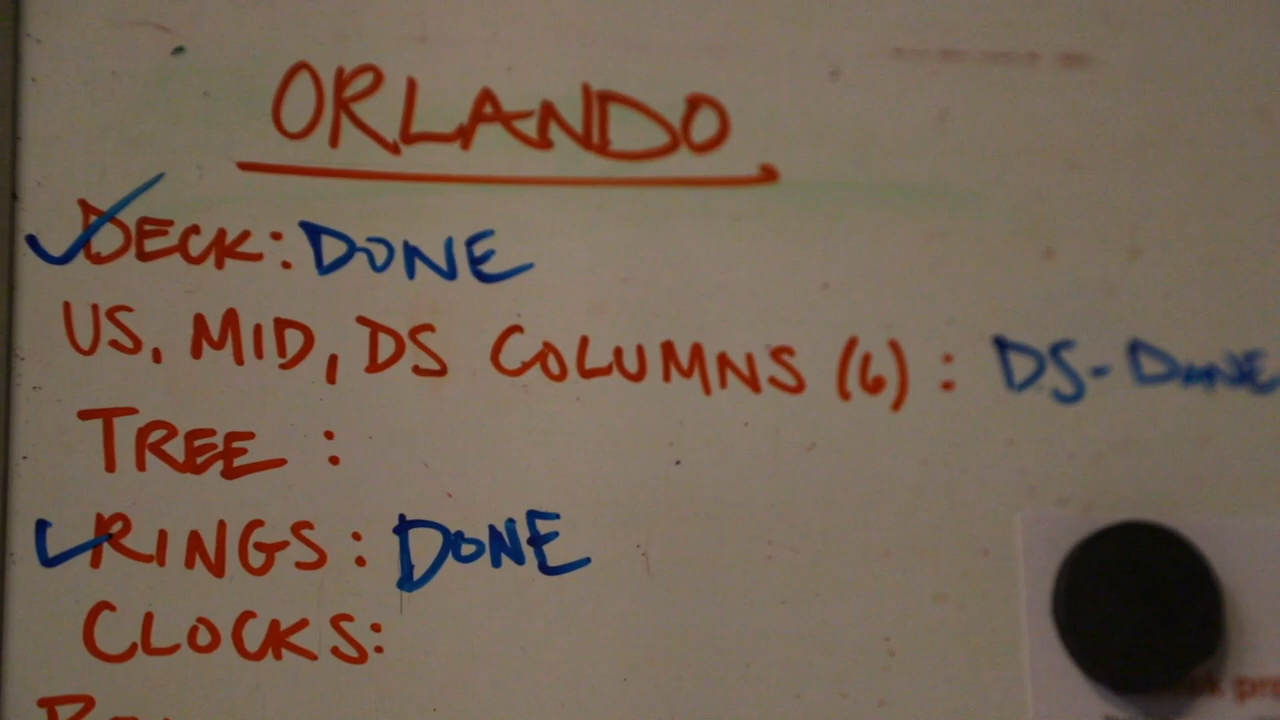 ORLANDO
DECK: DONE
US, MID, DS COLUMNS (6): DS-DONE
TREE:
RINGS: DONE
CLOCKS: